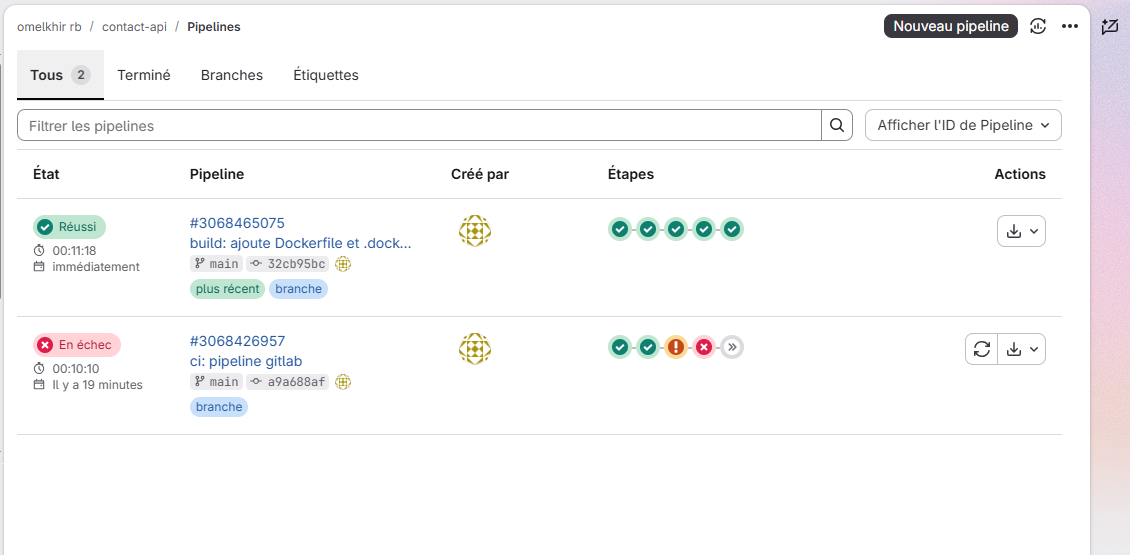 omelkhir rb / contact-api / Pipelines
Nouveau pipeline
Tous 2 Terminé Branches Étiquettes
Filtrer les pipelines
Afficher l'ID de Pipeline
État Pipeline Créé par Étapes Actions
Réussi
00:11:18
immédiatement
#3068465075
build: ajoute Dockerfile et .dock...
main 32cb95bc
plus récent branche
En échec
00:10:10
Il y a 19 minutes
#3068426957
ci: pipeline gitlab
main a9a688af
branche